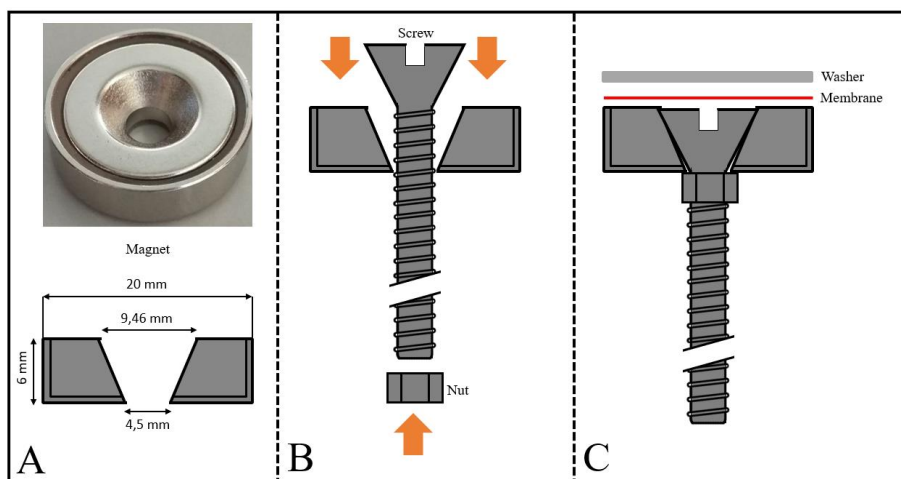 Magnet
20 mm
9,46 mm
6 mm
4,5 mm
A
Screw
Nut
B
Washer
Membrane
C